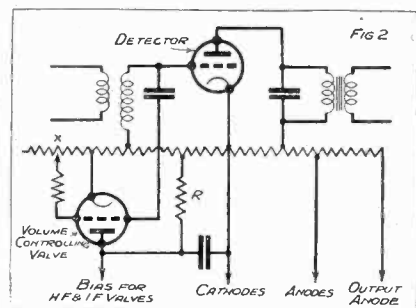 DETECTOR
FIG 2
X
R
VOLUME
CONTROLLING
VALVE
BIAS FOR
HF & IF VALVES
CATHODES
ANODES
OUTPUT
ANODE